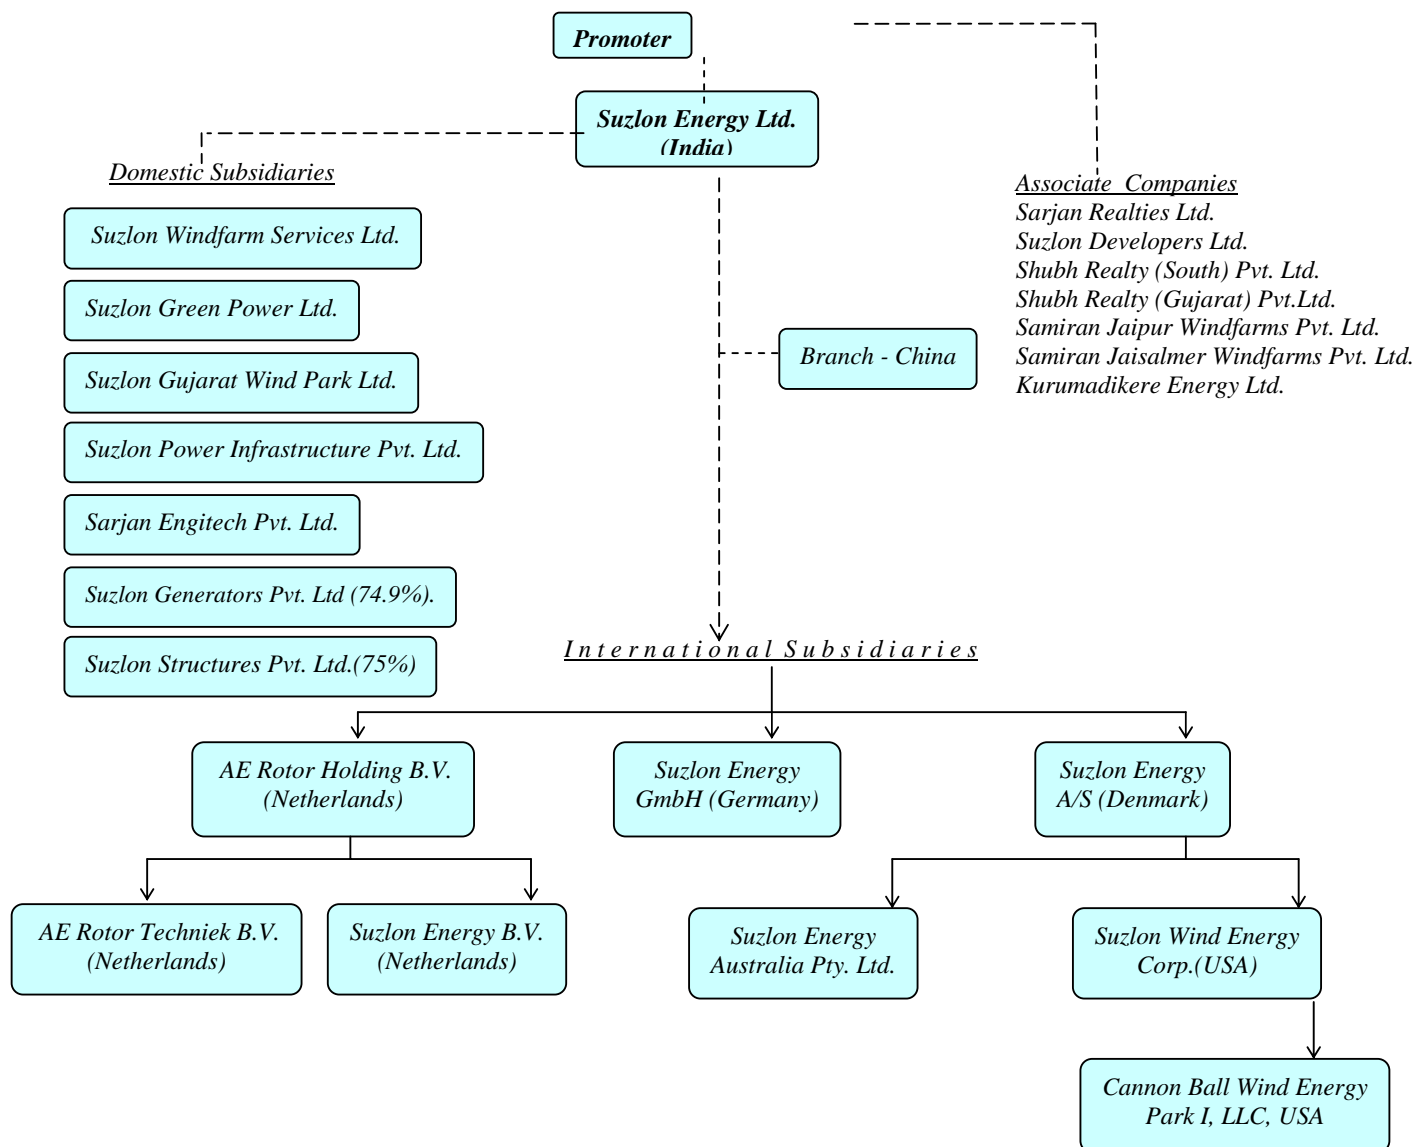 Promoter
Suzlon Energy Ltd.
(India)
Domestic Subsidiaries
Suzlon Windfarm Services Ltd.
Suzlon Green Power Ltd.
Suzlon Gujarat Wind Park Ltd.
Suzlon Power Infrastructure Pvt. Ltd.
Sarjan Engitech Pvt. Ltd.
Suzlon Generators Pvt. Ltd (74.9%).
Suzlon Structures Pvt. Ltd.(75%)
Associate Companies
Sarjan Realties Ltd.
Suzlon Developers Ltd.
Shubh Realty (South) Pvt. Ltd.
Shubh Realty (Gujarat) Pvt.Ltd.
Samiran Jaipur Windfarms Pvt. Ltd.
Samiran Jaisalmer Windfarms Pvt. Ltd.
Kurumadikere Energy Ltd.
Branch - China
International Subsidiaries
AE Rotor Holding B.V.
(Netherlands)
Suzlon Energy
GmbH (Germany)
Suzlon Energy
A/S (Denmark)
AE Rotor Techniek B.V.
(Netherlands)
Suzlon Energy B.V.
(Netherlands)
Suzlon Energy
Australia Pty. Ltd.
Suzlon Wind Energy
Corp.(USA)
Cannon Ball Wind Energy
Park I, LLC, USA